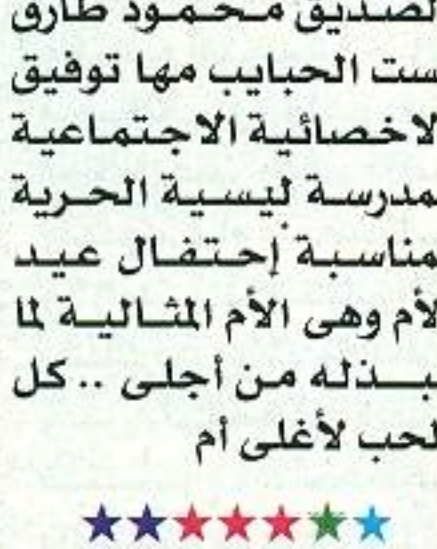 لصديق محمود طارق
ست الحبايب مها توفيق
لاخصائية الاجتماعية
مدرسة ليسية الحرية
مناسبة إحتفال عيد
لأم وهى الأم المثالية لما
بـذله من أجلى .. كل
لحب لأغلى أم